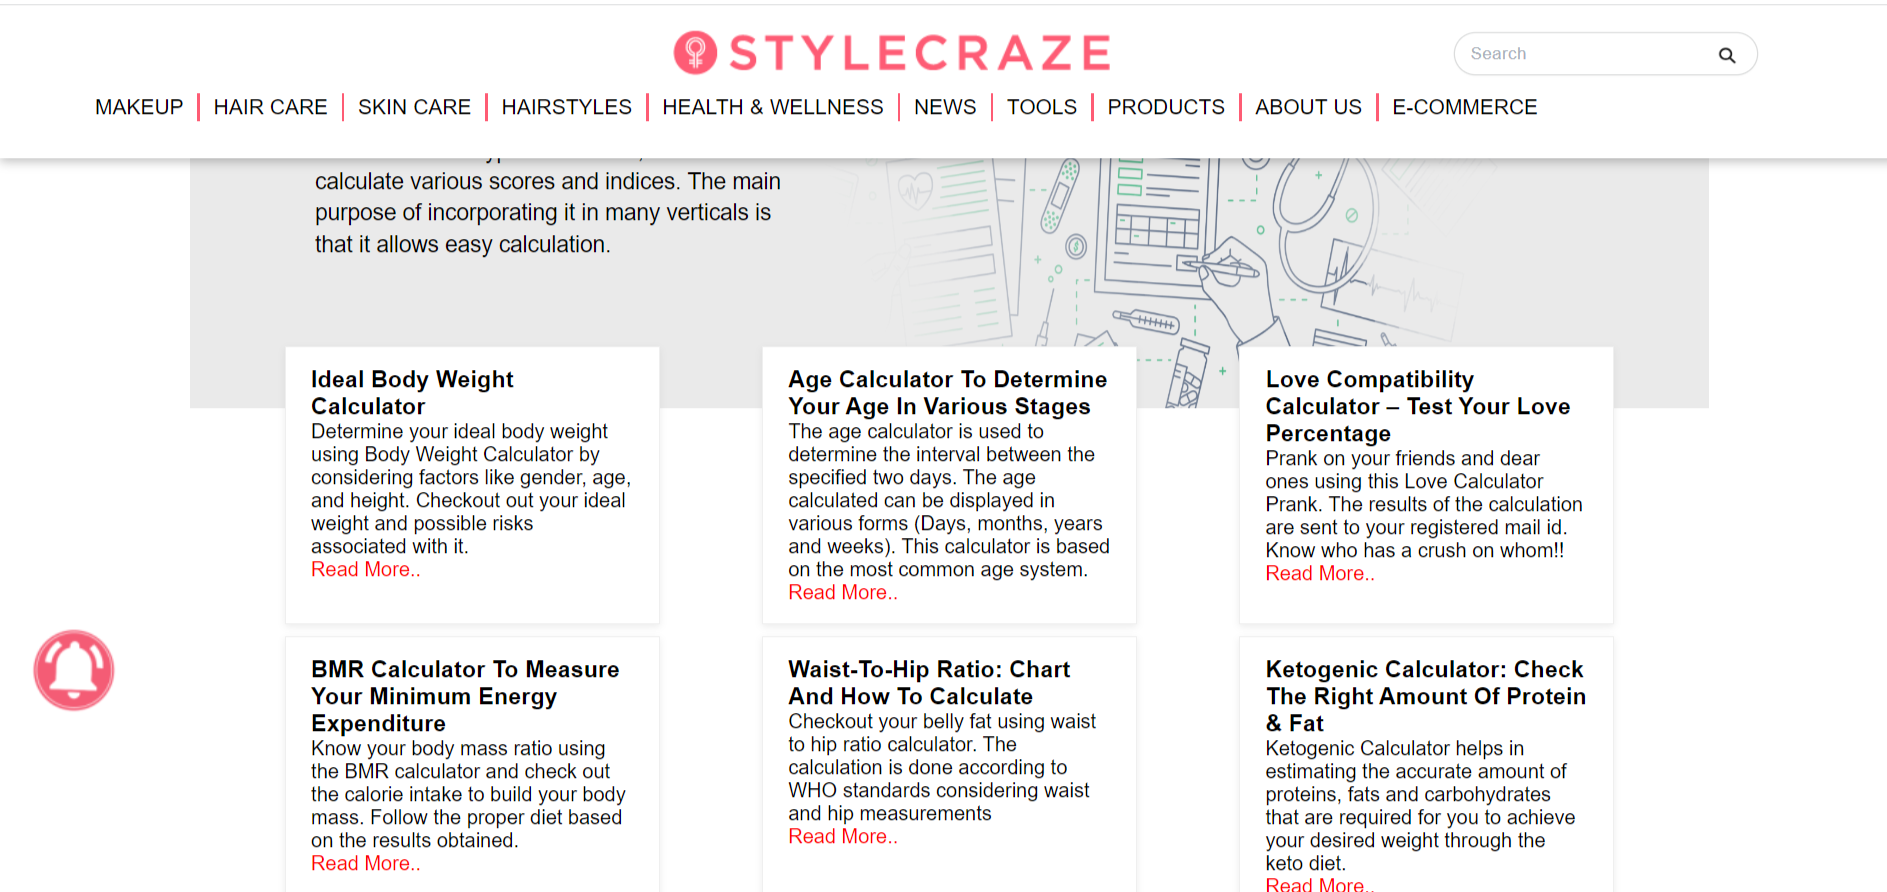 STYLECRAZE
Search
MAKEUP
HAIR CARE
SKIN CARE
HAIRSTYLES
HEALTH & WELLNESS
NEWS
TOOLS
PRODUCTS
ABOUT US
E-COMMERCE
calculate various scores and indices. The main
purpose of incorporating it in many verticals is
that it allows easy calculation.
Ideal Body Weight
Calculator
Determine your ideal body weight
using Body Weight Calculator by
considering factors like gender, age,
and height. Checkout out your ideal
weight and possible risks
associated with it.
Read More..
Age Calculator To Determine
Your Age In Various Stages
The age calculator is used to
determine the interval between the
specified two days. The age
calculated can be displayed in
various forms (Days, months, years
and weeks). This calculator is based
on the most common age system.
Read More..
Love Compatibility
Calculator – Test Your Love
Percentage
Prank on your friends and dear
ones using this Love Calculator
Prank. The results of the calculation
are sent to your registered mail id.
Know who has a crush on whom!!
Read More..
BMR Calculator To Measure
Your Minimum Energy
Expenditure
Know your body mass ratio using
the BMR calculator and check out
the calorie intake to build your body
mass. Follow the proper diet based
on the results obtained.
Read More..
Waist-To-Hip Ratio: Chart
And How To Calculate
Checkout your belly fat using waist
to hip ratio calculator. The
calculation is done according to
WHO standards considering waist
and hip measurements
Read More..
Ketogenic Calculator: Check
The Right Amount Of Protein
& Fat
Ketogenic Calculator helps in
estimating the accurate amount of
proteins, fats and carbohydrates
that are required for you to achieve
your desired weight through the
keto diet.
Read More..